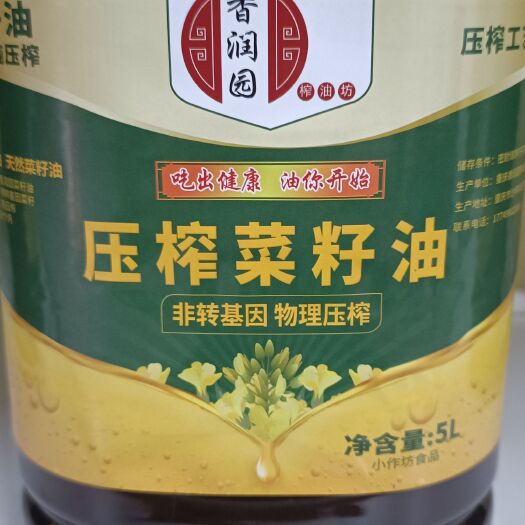 油
压榨
香润园
榨油坊
压榨工
天然菜籽油
吃出健康 油你开始
储存条件:
生产单位:
生产地址:
联系电话:
压榨菜籽油
非转基因 物理压榨
净含量:5L
小作坊食品